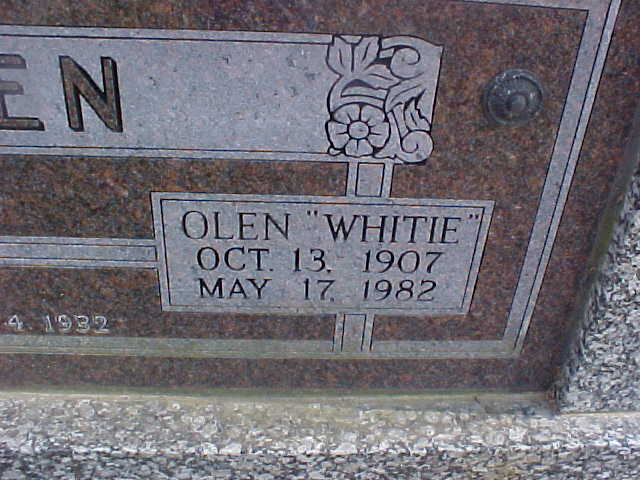 EN
OLEN "WHITIE"
OCT. 13, 1907
MAY 17, 1982
4 1932